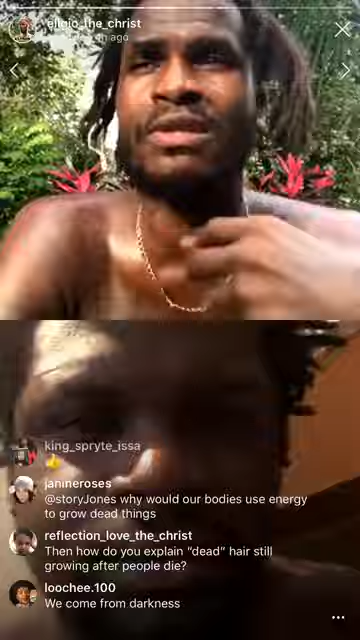 king_spryte_issa
👍
janineroses
@storyJones why would our bodies use energy
to grow dead things
reflection_love_the_christ
Then how do you explain “dead” hair still
growing after people die?
loochee.100
We come from darkness